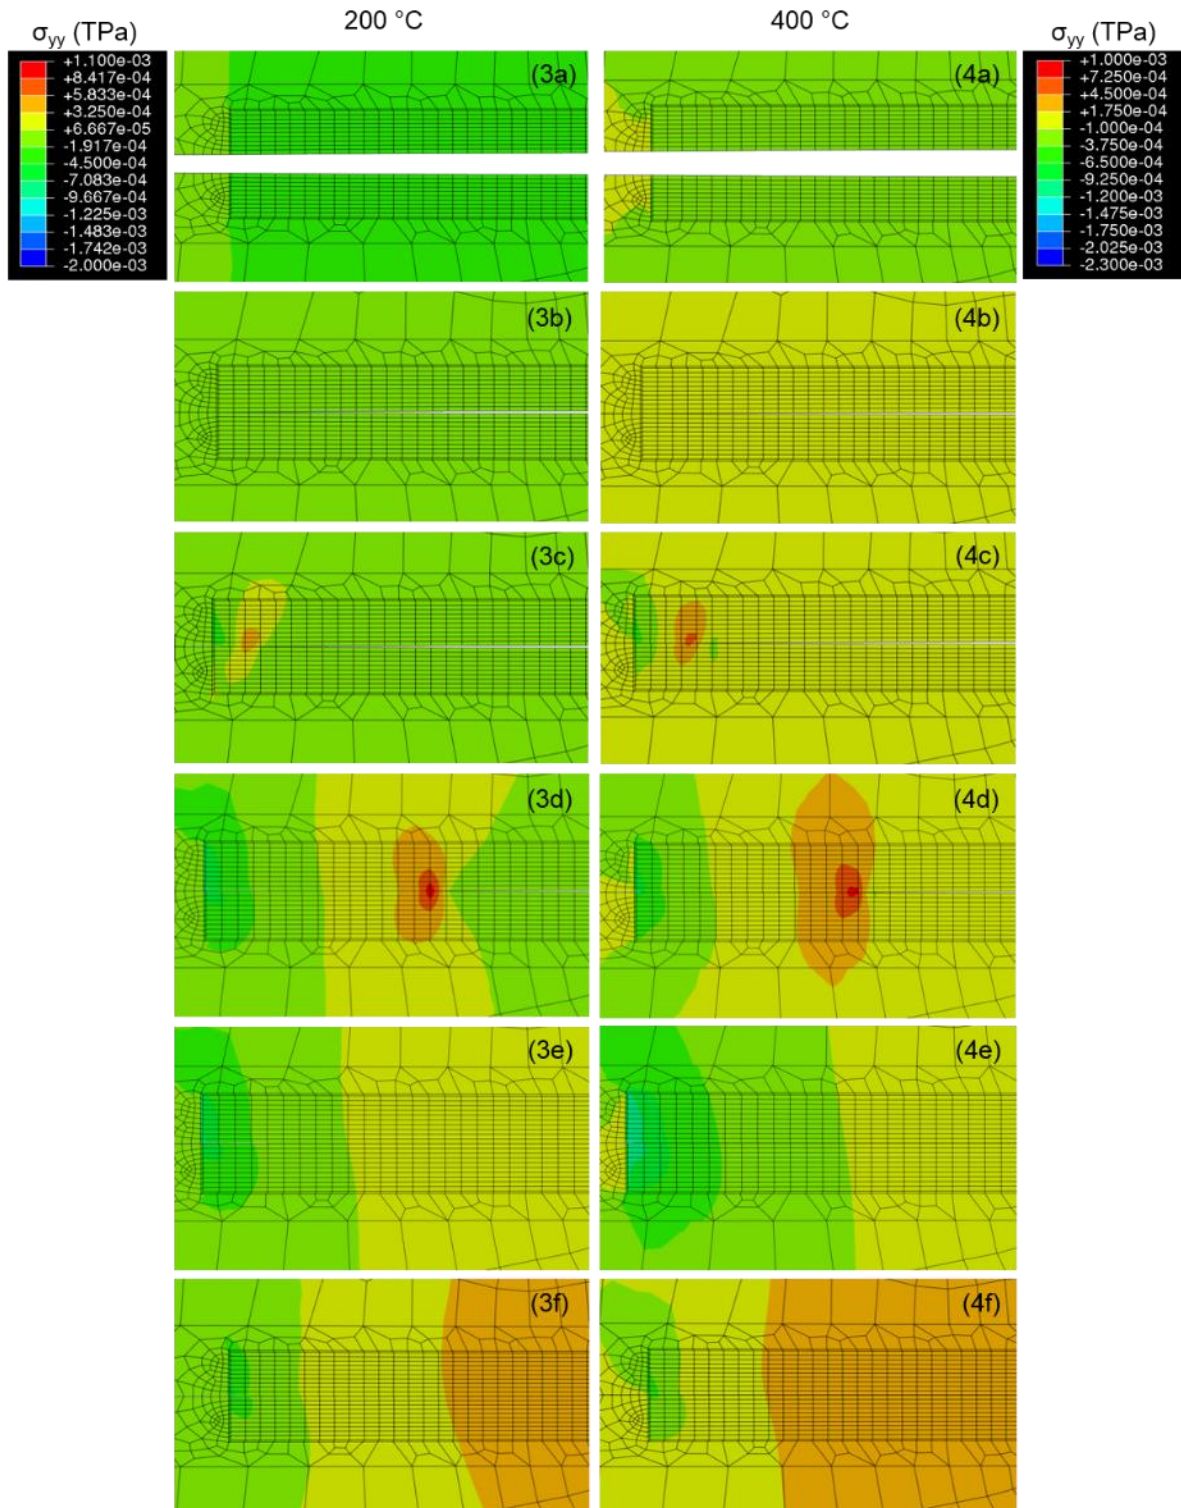 200 °C
400 °C
σyy (TPa)
+1.100e-03
+8.417e-04
+5.833e-04
+3.250e-04
+6.667e-05
-1.917e-04
-4.500e-04
-7.083e-04
-9.667e-04
-1.225e-03
-1.483e-03
-1.742e-03
-2.000e-03
σyy (TPa)
+1.000e-03
+7.250e-04
+4.500e-04
+1.750e-04
-1.000e-04
-3.750e-04
-6.500e-04
-9.250e-04
-1.200e-03
-1.475e-03
-1.750e-03
-2.025e-03
-2.300e-03
(3a)
(4a)
(3b)
(4b)
(3c)
(4c)
(3d)
(4d)
(3e)
(4e)
(3f)
(4f)